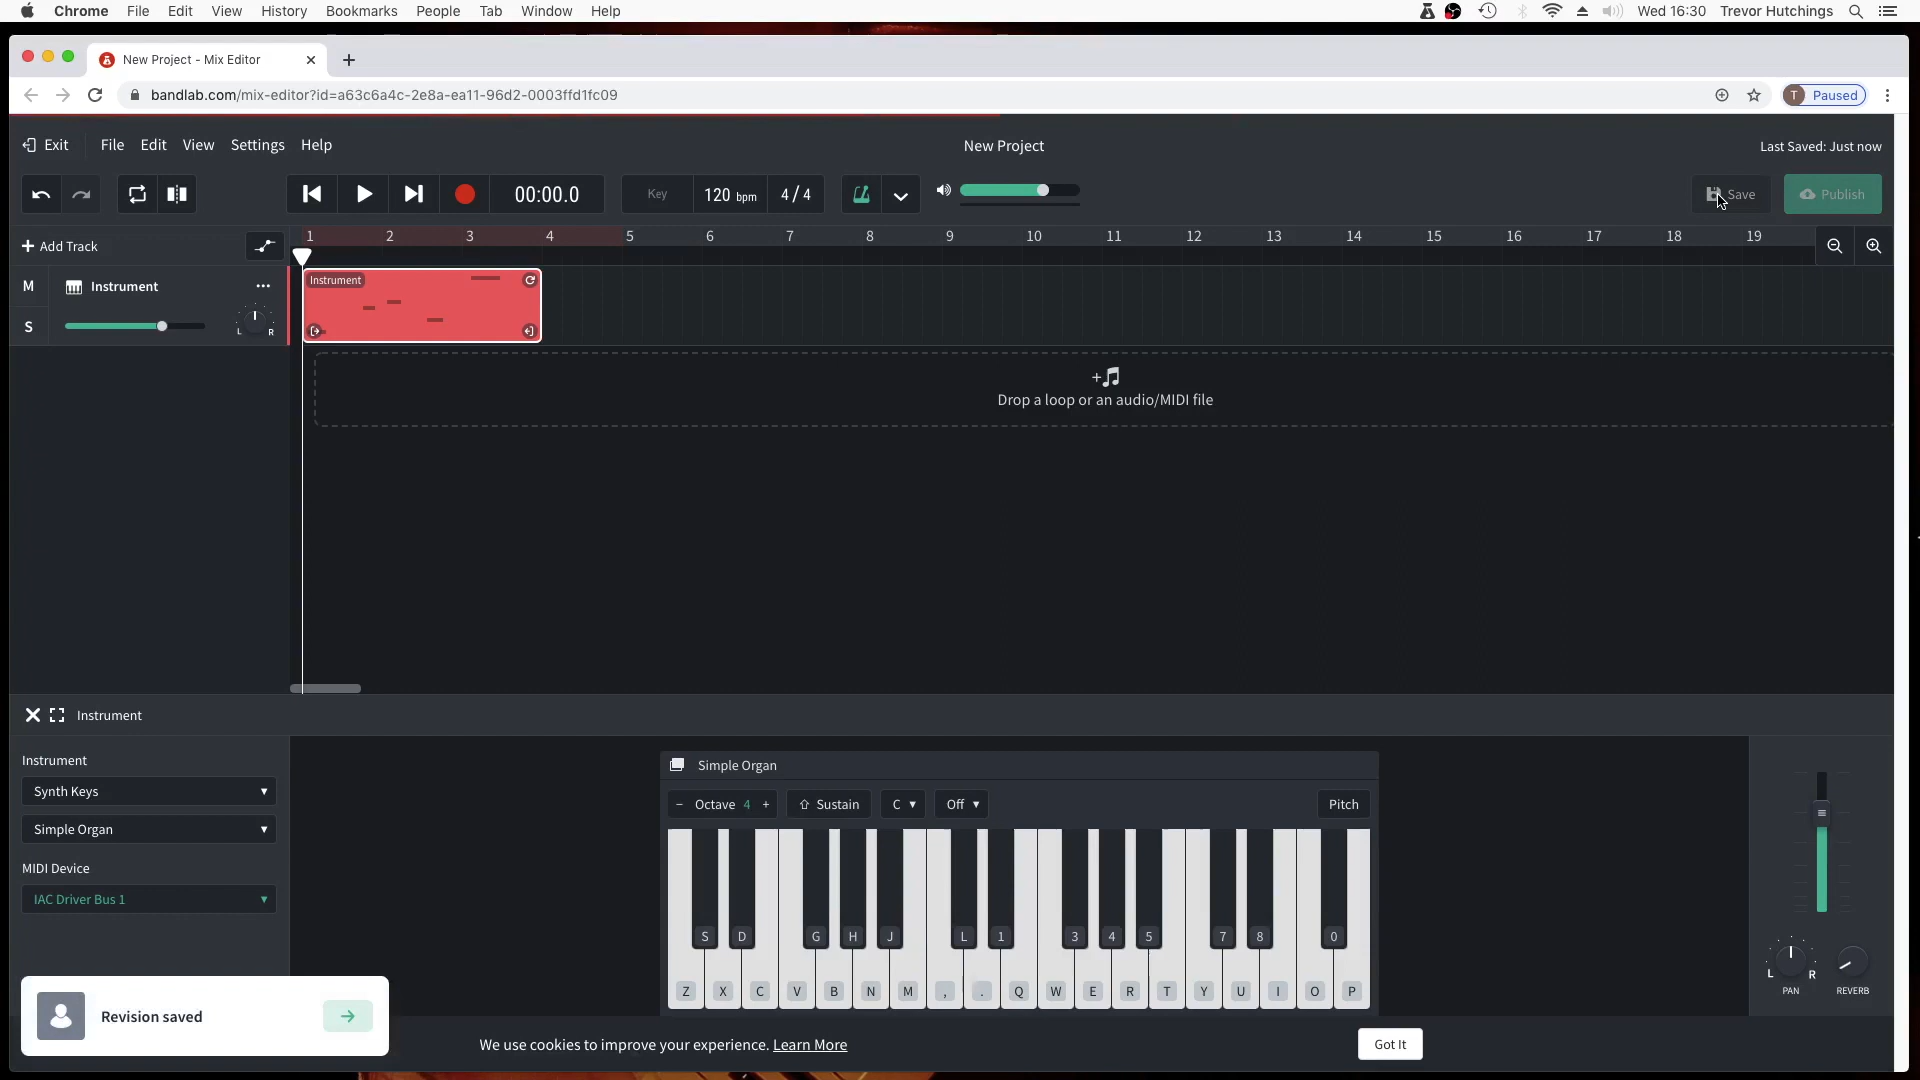 Chrome File Edit View History Bookmarks People Tab Window Help Wed 16:30 Trevor Hutchings
New Project - Mix Editor
bandlab.com/mix-editor?id=a63c6a4c-2e8a-ea11-96d2-0003ffd1fc09 T Paused
Exit File Edit View Settings Help New Project Last Saved: Just now
00:00.0 Key 120 bpm 4 / 4 Save Publish
+ Add Track 1 2 3 4 5 6 7 8 9 10 11 12 13 14 15 16 17 18 19
M Instrument ... Instrument
S L R
Drop a loop or an audio/MIDI file
Instrument
Instrument
Simple Organ
Synth Keys
− Octave 4 + Sustain C Off Pitch
Simple Organ
MIDI Device
IAC Driver Bus 1
S D G H J L 1 3 4 5 7 8 0
Z X C V B N M , . Q W E R T Y U I O P
L R
PAN REVERB
Revision saved
We use cookies to improve your experience. Learn More Got It